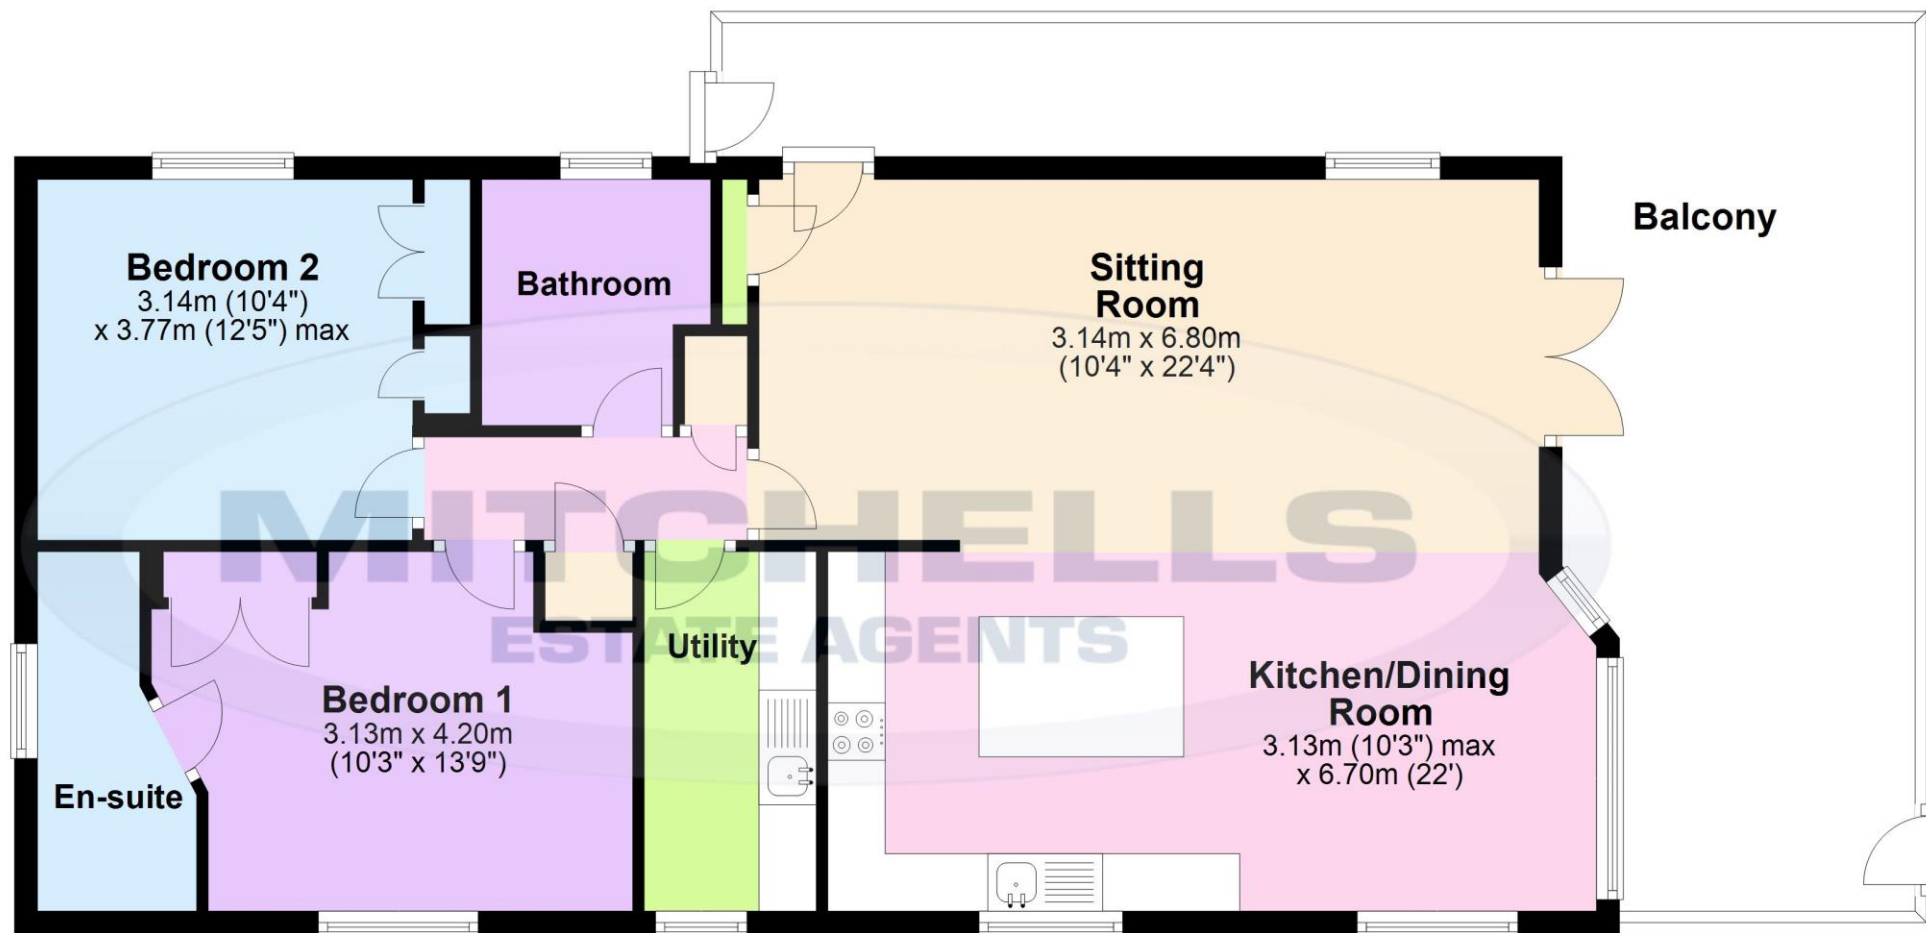 Balcony
Bedroom 2
3.14m (10'4")
x 3.77m (12'5") max
Bathroom
Sitting
Room
3.14m x 6.80m
(10'4" x 22'4")
MITCHELLS
ESTATE AGENTS
Utility
Bedroom 1
3.13m x 4.20m
(10'3" x 13'9")
Kitchen/Dining
Room
3.13m (10'3") max
x 6.70m (22')
En-suite